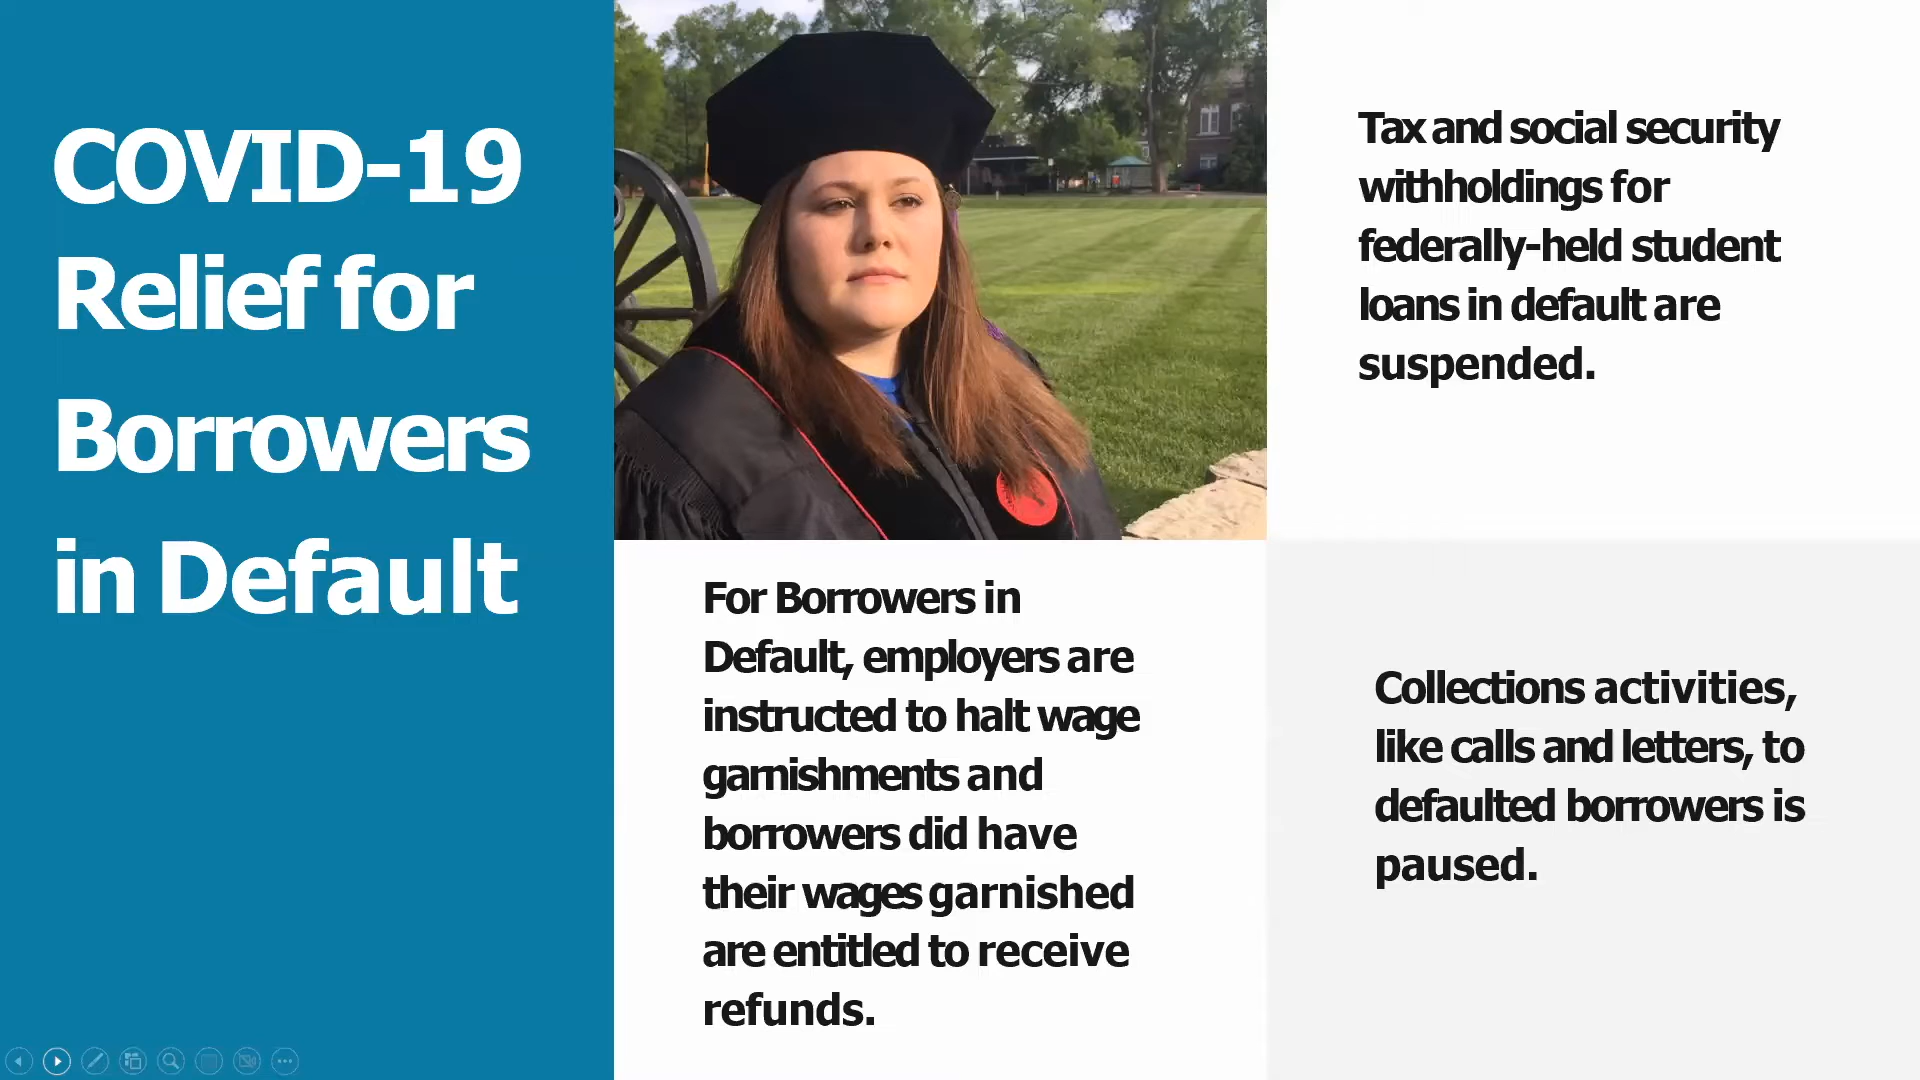 COVID-19
Relief for
Borrowers
in Default
Tax and social security
withholdings for
federally-held student
loans in default are
suspended.
For Borrowers in
Default, employers are
instructed to halt wage
garnishments and
borrowers did have
their wages garnished
are entitled to receive
refunds.
Collections activities,
like calls and letters, to
defaulted borrowers is
paused.